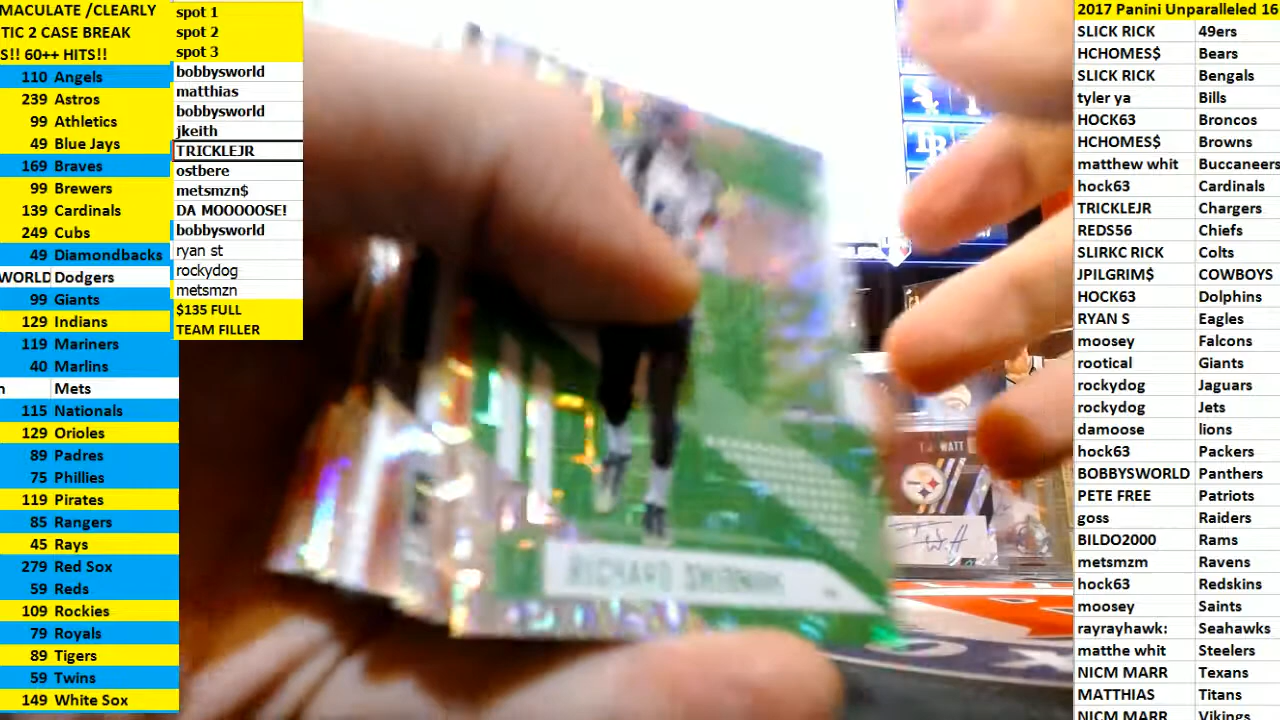 MACULATE /CLEARLY
TIC 2 CASE BREAK
S!! 60++ HITS!!
110 Angels
239 Astros
99 Athletics
49 Blue Jays
169 Braves
99 Brewers
139 Cardinals
249 Cubs
49 Diamondbacks
WORLD Dodgers
99 Giants
129 Indians
119 Mariners
40 Marlins
n Mets
115 Nationals
129 Orioles
89 Padres
75 Phillies
119 Pirates
85 Rangers
45 Rays
279 Red Sox
59 Reds
109 Rockies
79 Royals
89 Tigers
59 Twins
149 White Sox
spot 1
spot 2
spot 3
bobbysworld
matthias
bobbysworld
jkeith
TRICKLEJR
ostbere
metsmzn$
DA MOOOOOSE!
bobbysworld
ryan st
rockydog
metsmzn
$135 FULL
TEAM FILLER
RICHARD SHERMAN
WATT
2017 Panini Unparalleled 16
SLICK RICK 49ers
HCHOMES$ Bears
SLICK RICK Bengals
tyler ya Bills
HOCK63 Broncos
HCHOMES$ Browns
matthew whit Buccaneers
hock63 Cardinals
TRICKLEJR Chargers
REDS56 Chiefs
SLIRKC RICK Colts
JPILGRIM$ COWBOYS
HOCK63 Dolphins
RYAN S Eagles
moosey Falcons
rootical Giants
rockydog Jaguars
rockydog Jets
damoose lions
hock63 Packers
BOBBYSWORLD Panthers
PETE FREE Patriots
goss Raiders
BILDO2000 Rams
metsmzm Ravens
hock63 Redskins
moosey Saints
rayrayhawk: Seahawks
matthe whit Steelers
NICM MARR Texans
MATTHIAS Titans
NICM MARR Vikings